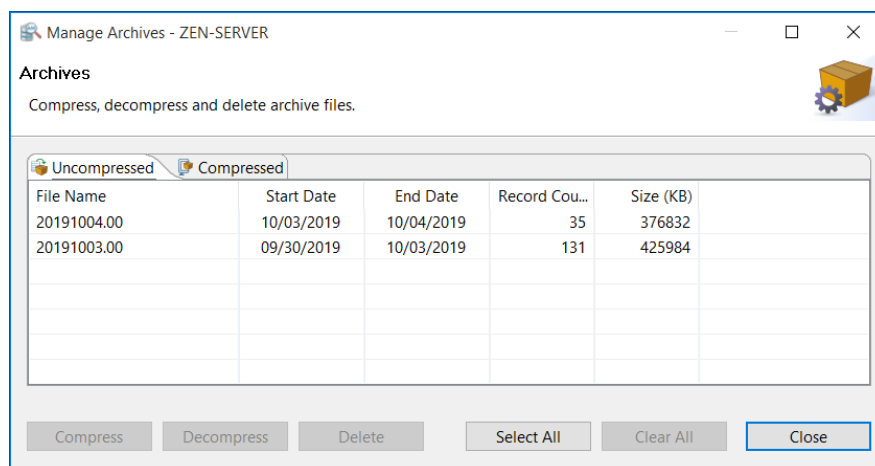 Manage Archives - ZEN-SERVER
Archives
Compress, decompress and delete archive files.
Uncompressed Compressed
File Name Start Date End Date Record Cou... Size (KB)
20191004.00 10/03/2019 10/04/2019 35 376832
20191003.00 09/30/2019 10/03/2019 131 425984
Compress Decompress Delete Select All Clear All Close